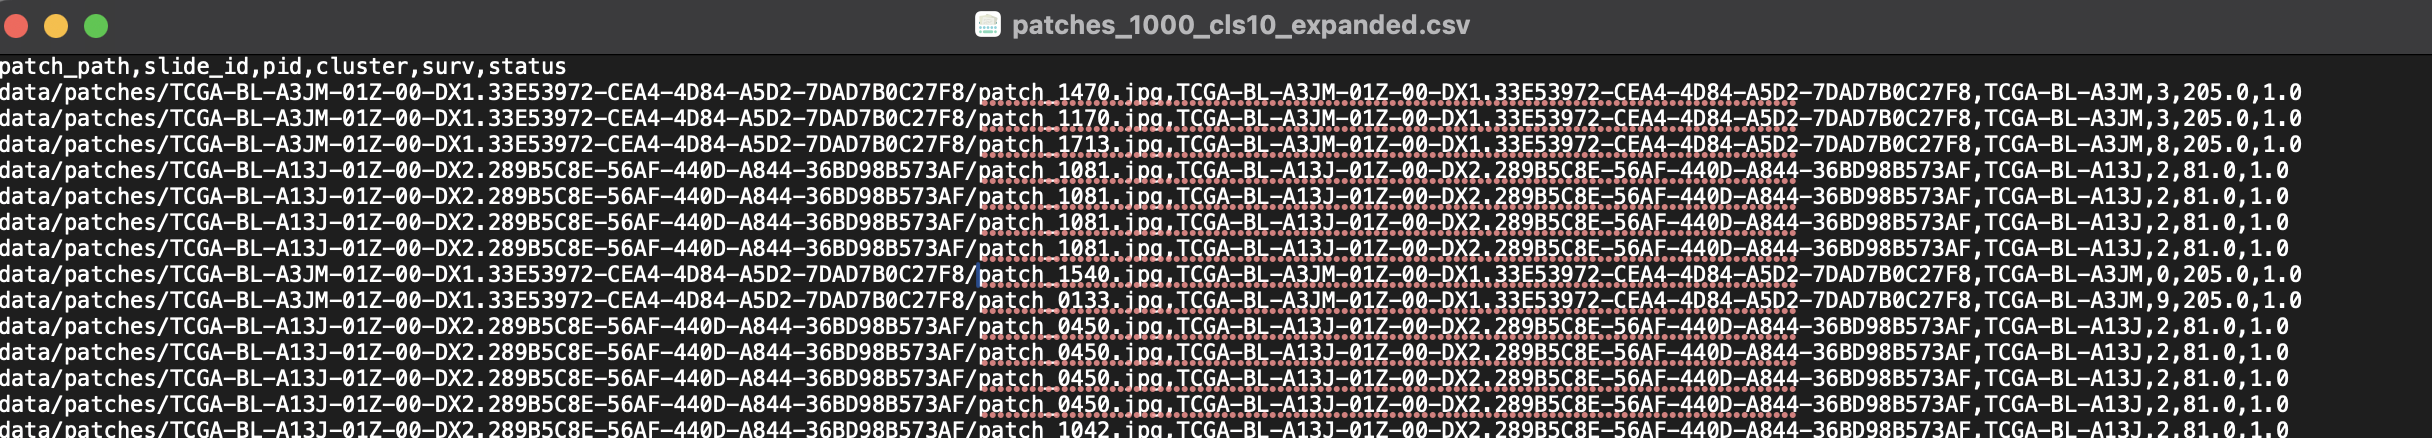 patches_1000_cls10_expanded.csv
patch_path,slide_id,pid,cluster,surv,status
data/patches/TCGA-BL-A3JM-01Z-00-DX1.33E53972-CEA4-4D84-A5D2-7DAD7B0C27F8/patch_1470.jpg,TCGA-BL-A3JM-01Z-00-DX1.33E53972-CEA4-4D84-A5D2-7DAD7B0C27F8,TCGA-BL-A3JM,3,205.0,1.0
data/patches/TCGA-BL-A3JM-01Z-00-DX1.33E53972-CEA4-4D84-A5D2-7DAD7B0C27F8/patch_1170.jpg,TCGA-BL-A3JM-01Z-00-DX1.33E53972-CEA4-4D84-A5D2-7DAD7B0C27F8,TCGA-BL-A3JM,3,205.0,1.0
data/patches/TCGA-BL-A3JM-01Z-00-DX1.33E53972-CEA4-4D84-A5D2-7DAD7B0C27F8/patch_1713.jpg,TCGA-BL-A3JM-01Z-00-DX1.33E53972-CEA4-4D84-A5D2-7DAD7B0C27F8,TCGA-BL-A3JM,8,205.0,1.0
data/patches/TCGA-BL-A13J-01Z-00-DX2.289B5C8E-56AF-440D-A844-36BD98B573AF/patch_1081.jpg,TCGA-BL-A13J-01Z-00-DX2.289B5C8E-56AF-440D-A844-36BD98B573AF,TCGA-BL-A13J,2,81.0,1.0
data/patches/TCGA-BL-A13J-01Z-00-DX2.289B5C8E-56AF-440D-A844-36BD98B573AF/patch_1081.jpg,TCGA-BL-A13J-01Z-00-DX2.289B5C8E-56AF-440D-A844-36BD98B573AF,TCGA-BL-A13J,2,81.0,1.0
data/patches/TCGA-BL-A13J-01Z-00-DX2.289B5C8E-56AF-440D-A844-36BD98B573AF/patch_1081.jpg,TCGA-BL-A13J-01Z-00-DX2.289B5C8E-56AF-440D-A844-36BD98B573AF,TCGA-BL-A13J,2,81.0,1.0
data/patches/TCGA-BL-A13J-01Z-00-DX2.289B5C8E-56AF-440D-A844-36BD98B573AF/patch_1081.jpg,TCGA-BL-A13J-01Z-00-DX2.289B5C8E-56AF-440D-A844-36BD98B573AF,TCGA-BL-A13J,2,81.0,1.0
data/patches/TCGA-BL-A3JM-01Z-00-DX1.33E53972-CEA4-4D84-A5D2-7DAD7B0C27F8/patch_1540.jpg,TCGA-BL-A3JM-01Z-00-DX1.33E53972-CEA4-4D84-A5D2-7DAD7B0C27F8,TCGA-BL-A3JM,0,205.0,1.0
data/patches/TCGA-BL-A3JM-01Z-00-DX1.33E53972-CEA4-4D84-A5D2-7DAD7B0C27F8/patch_0133.jpg,TCGA-BL-A3JM-01Z-00-DX1.33E53972-CEA4-4D84-A5D2-7DAD7B0C27F8,TCGA-BL-A3JM,9,205.0,1.0
data/patches/TCGA-BL-A13J-01Z-00-DX2.289B5C8E-56AF-440D-A844-36BD98B573AF/patch_0450.jpg,TCGA-BL-A13J-01Z-00-DX2.289B5C8E-56AF-440D-A844-36BD98B573AF,TCGA-BL-A13J,2,81.0,1.0
data/patches/TCGA-BL-A13J-01Z-00-DX2.289B5C8E-56AF-440D-A844-36BD98B573AF/patch_0450.jpg,TCGA-BL-A13J-01Z-00-DX2.289B5C8E-56AF-440D-A844-36BD98B573AF,TCGA-BL-A13J,2,81.0,1.0
data/patches/TCGA-BL-A13J-01Z-00-DX2.289B5C8E-56AF-440D-A844-36BD98B573AF/patch_0450.jpg,TCGA-BL-A13J-01Z-00-DX2.289B5C8E-56AF-440D-A844-36BD98B573AF,TCGA-BL-A13J,2,81.0,1.0
data/patches/TCGA-BL-A13J-01Z-00-DX2.289B5C8E-56AF-440D-A844-36BD98B573AF/patch_0450.jpg,TCGA-BL-A13J-01Z-00-DX2.289B5C8E-56AF-440D-A844-36BD98B573AF,TCGA-BL-A13J,2,81.0,1.0
data/patches/TCGA-BL-A13J-01Z-00-DX2.289B5C8E-56AF-440D-A844-36BD98B573AF/patch_1042.jpg,TCGA-BL-A13J-01Z-00-DX2.289B5C8E-56AF-440D-A844-36BD98B573AF,TCGA-BL-A13J,2,81.0,1.0